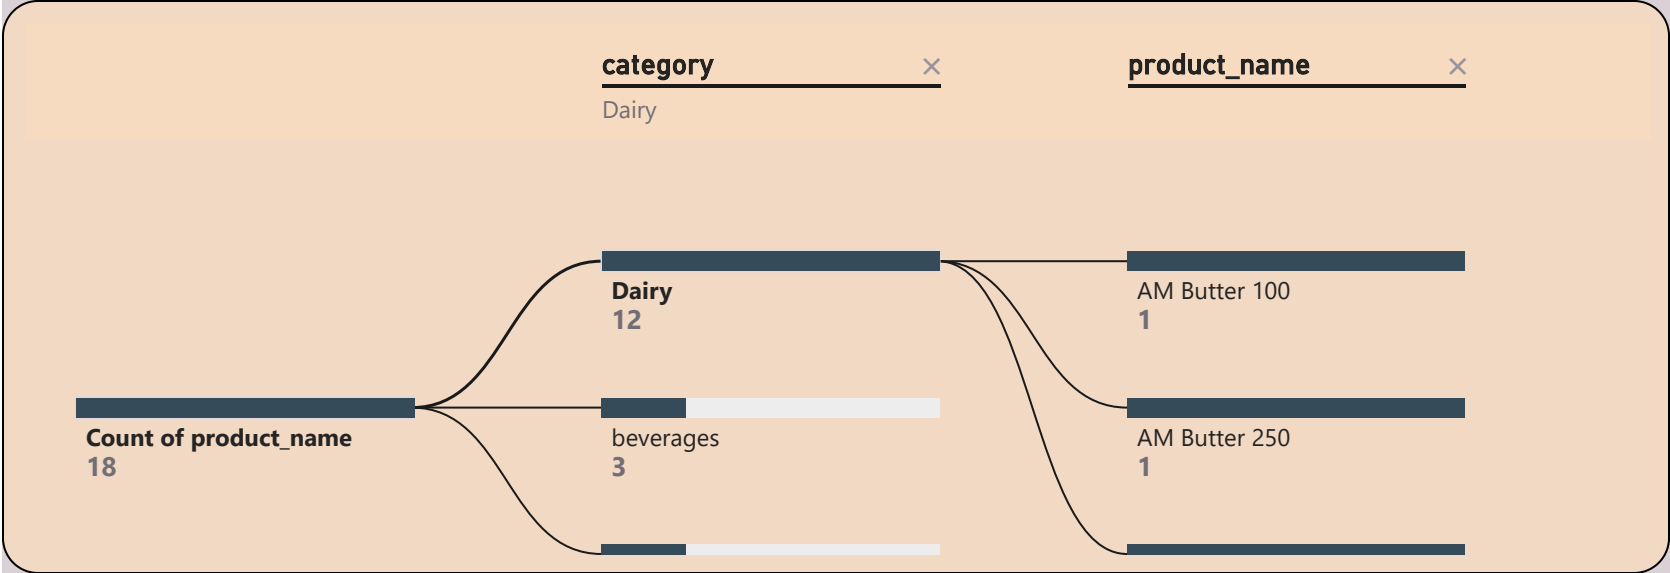 category
product_name
Dairy
Dairy
12
AM Butter 100
1
Count of product_name
18
beverages
3
AM Butter 250
1